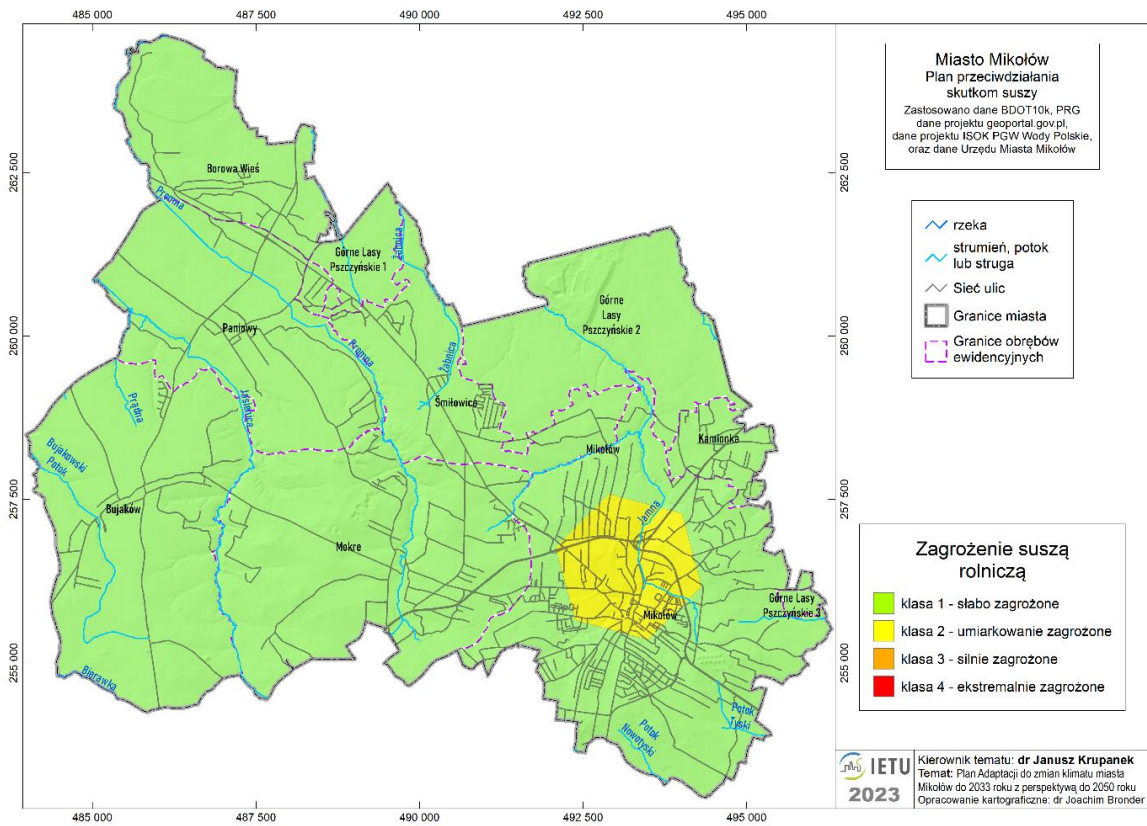 485 000
487 500
490 000
492 500
495 000
262 500
260 000
257 500
255 000
262 500
260 000
257 500
255 000
485 000
487 500
490 000
492 500
495 000
Borowa Wieś
Promna
Górne Lasy
Pszczyńskie 1
Żabnica
Górne
Lasy
Pszczyńskie 2
Paniowy
Promna
Żabnica
Śmiłowice
Prądna
Jasienica
Mikołów
Kamionka
Bujakowski
Potok
Bujaków
Mokre
Jamna
Mikołów
Górne Lasy
Pszczyńskie 3
Bierawka
Potok
Tyski
Potok
Nowotyski
Miasto Mikołów
Plan przeciwdziałania
skutkom suszy
Zastosowano dane BDOT10k, PRG
dane projektu geoportal.gov.pl,
dane projektu ISOK PGW Wody Polskie,
oraz dane Urzędu Miasta Mikołów
rzeka
strumień, potok
lub struga
Sieć ulic
Granice miasta
Granice obrębów
ewidencyjnych
Zagrożenie suszą
rolniczą
klasa 1 - słabo zagrożone
klasa 2 - umiarkowanie zagrożone
klasa 3 - silnie zagrożone
klasa 4 - ekstremalnie zagrożone
IETU
2023
Kierownik tematu: dr Janusz Krupanek
Temat: Plan Adaptacji do zmian klimatu miasta
Mikołów do 2033 roku z perspektywą do 2050 roku
Opracowanie kartograficzne: dr Joachim Bronder